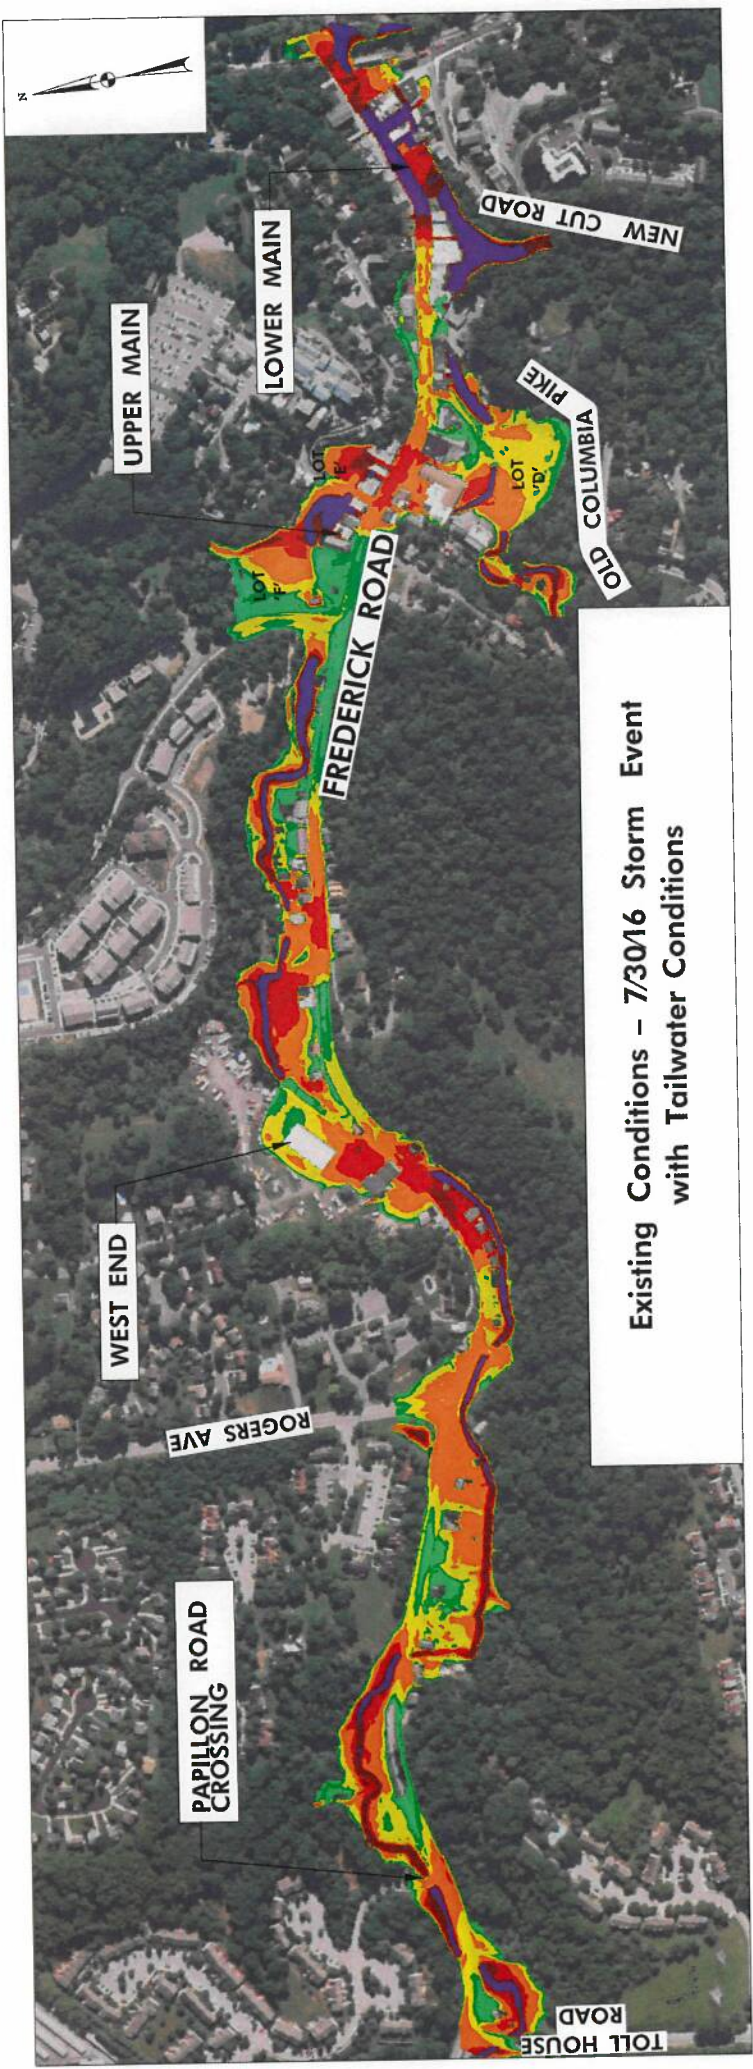 N
LOWER MAIN
UPPER MAIN
NEW CUT ROAD
OLD COLUMBIA
PIKE
LOT
'E'
LOT
'D'
LOT
'F'
FREDERICK ROAD
WEST END
ROGERS AVE
PAPILLON ROAD
CROSSING
TOLL HOUSE
ROAD
Existing Conditions - 7/30/16 Storm Event
with Tailwater Conditions